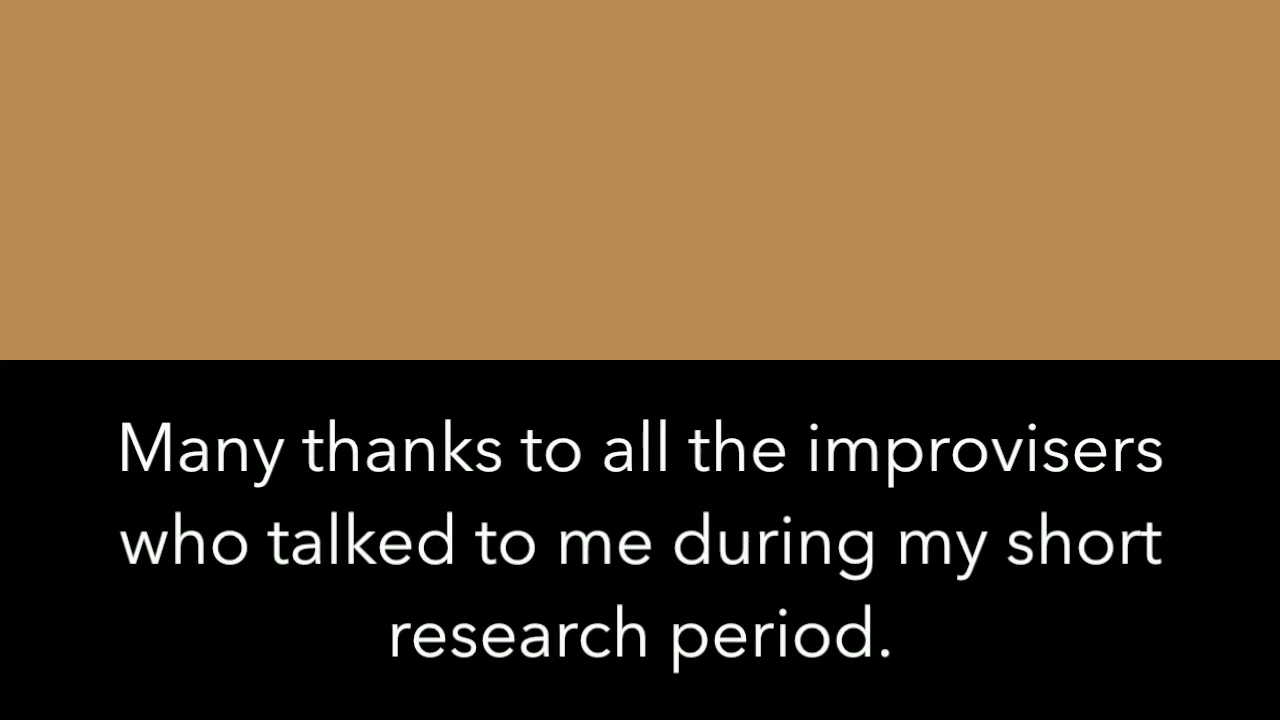 Many thanks to all the improvisers
who talked to me during my short
research period.